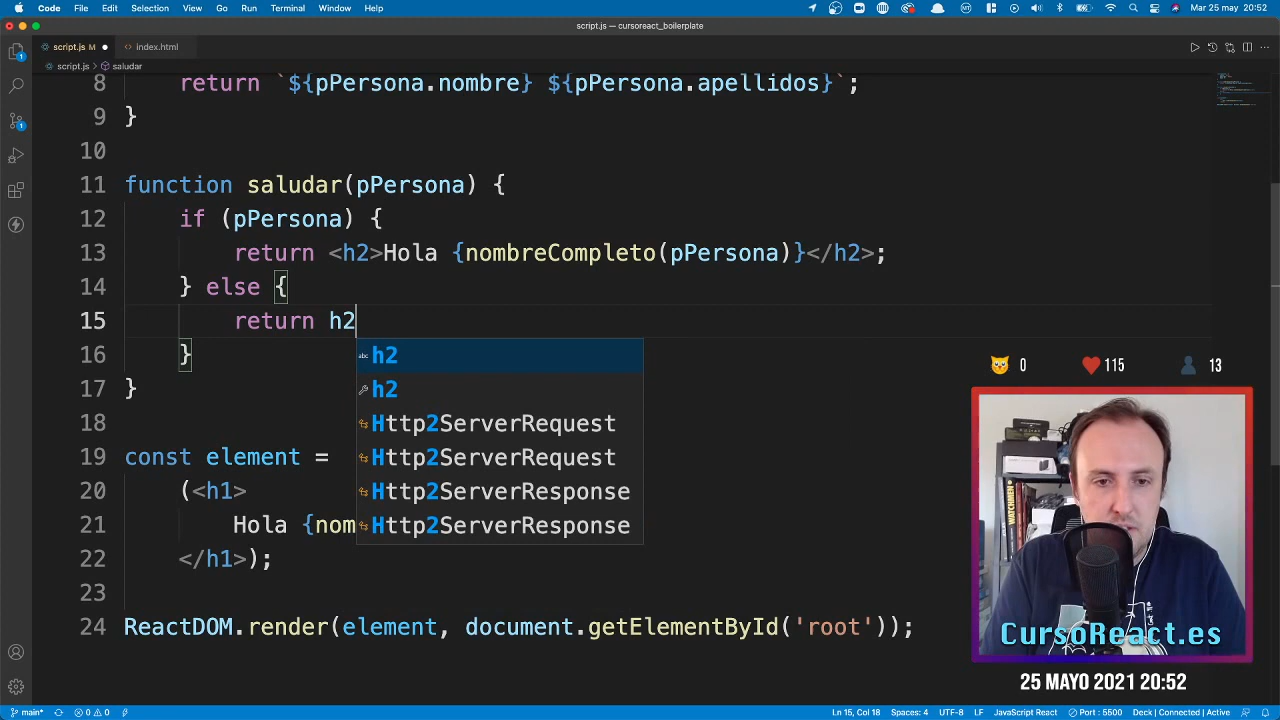 Code File Edit Selection View Go Run Terminal Window Help
Mar 25 may 20:52
script.js — cursoreact_boilerplate
script.js M index.html
script.js > saludar
8 return `${pPersona.nombre} ${pPersona.apellidos}`;
9 }
10
11 function saludar(pPersona) {
12 if (pPersona) {
13 return <h2>Hola {nombreCompleto(pPersona)}</h2>;
14 } else {
15 return h2
16 }
17 }
18
19 const element =
20 (<h1>
21 Hola {nom
22 </h1>);
23
24 ReactDOM.render(element, document.getElementById('root'));
h2
h2
Http2ServerRequest
Http2ServerRequest
Http2ServerResponse
Http2ServerResponse
0 115 13
WATCHMEN
CursoReact.es
25 MAYO 2021 20:52
main* 0 0 Ln 15, Col 18 Spaces: 4 UTF-8 LF JavaScript React Port : 5500 Deck | Connected | Active